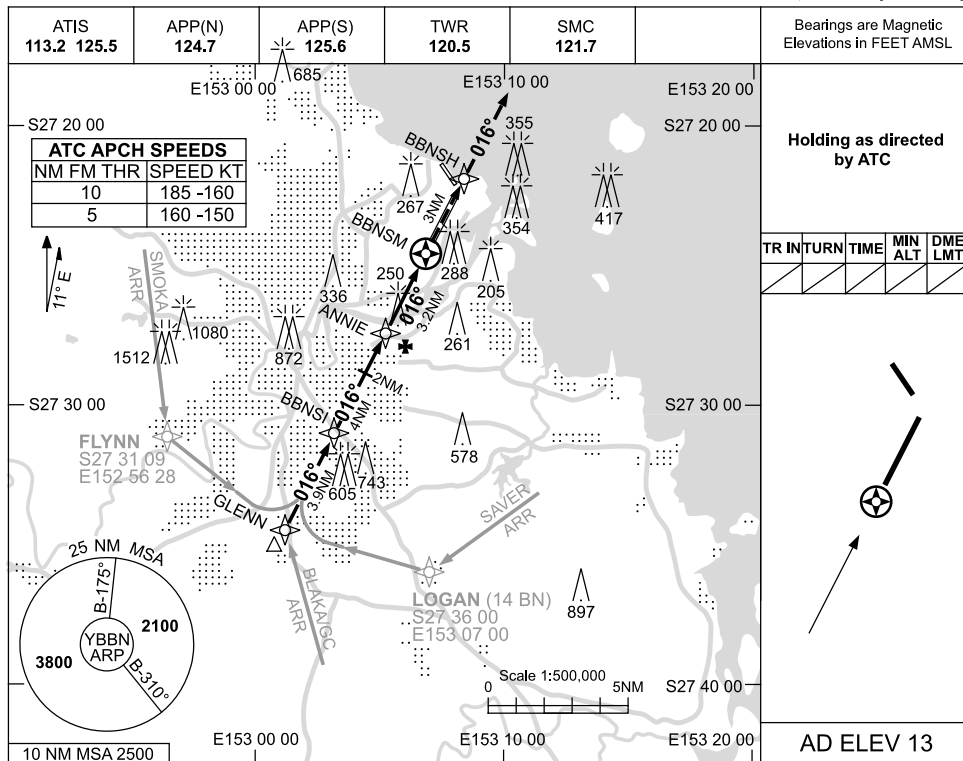 ATIS
113.2 125.5
APP(N)
124.7
APP(S)
125.6
TWR
120.5
SMC
121.7
Bearings are Magnetic
Elevations in FEET AMSL
685
E153 00 00
E153 10 00
E153 20 00
S27 20 00
S27 20 00
ATC APCH SPEEDS
NM FM THR
SPEED KT
10
185 -160
5
160 -150
Holding as directed
by ATC
TR IN
TURN
TIME
MIN
ALT
DME
LMT
11° E
SMOKA
ARR
BBNSH
016°
355
354
417
267
3NM
BBNSM
288
205
250
336
016°
3.2NM
ANNIE
261
1080
1512
872
2NM
016°
4NM
BBNSI
S27 30 00
S27 30 00
FLYNN
S27 31 09
E152 56 28
578
743
605
016°
3.9NM
GLENN
SAVER
ARR
BLAKA/GC
ARR
LOGAN (14 BN)
S27 36 00
E153 07 00
897
25 NM MSA
B-175°
2100
YBBN
ARP
3800
B-310°
Scale 1:500,000
0
5NM
S27 40 00
E153 00 00
E153 10 00
E153 20 00
10 NM MSA 2500
AD ELEV 13